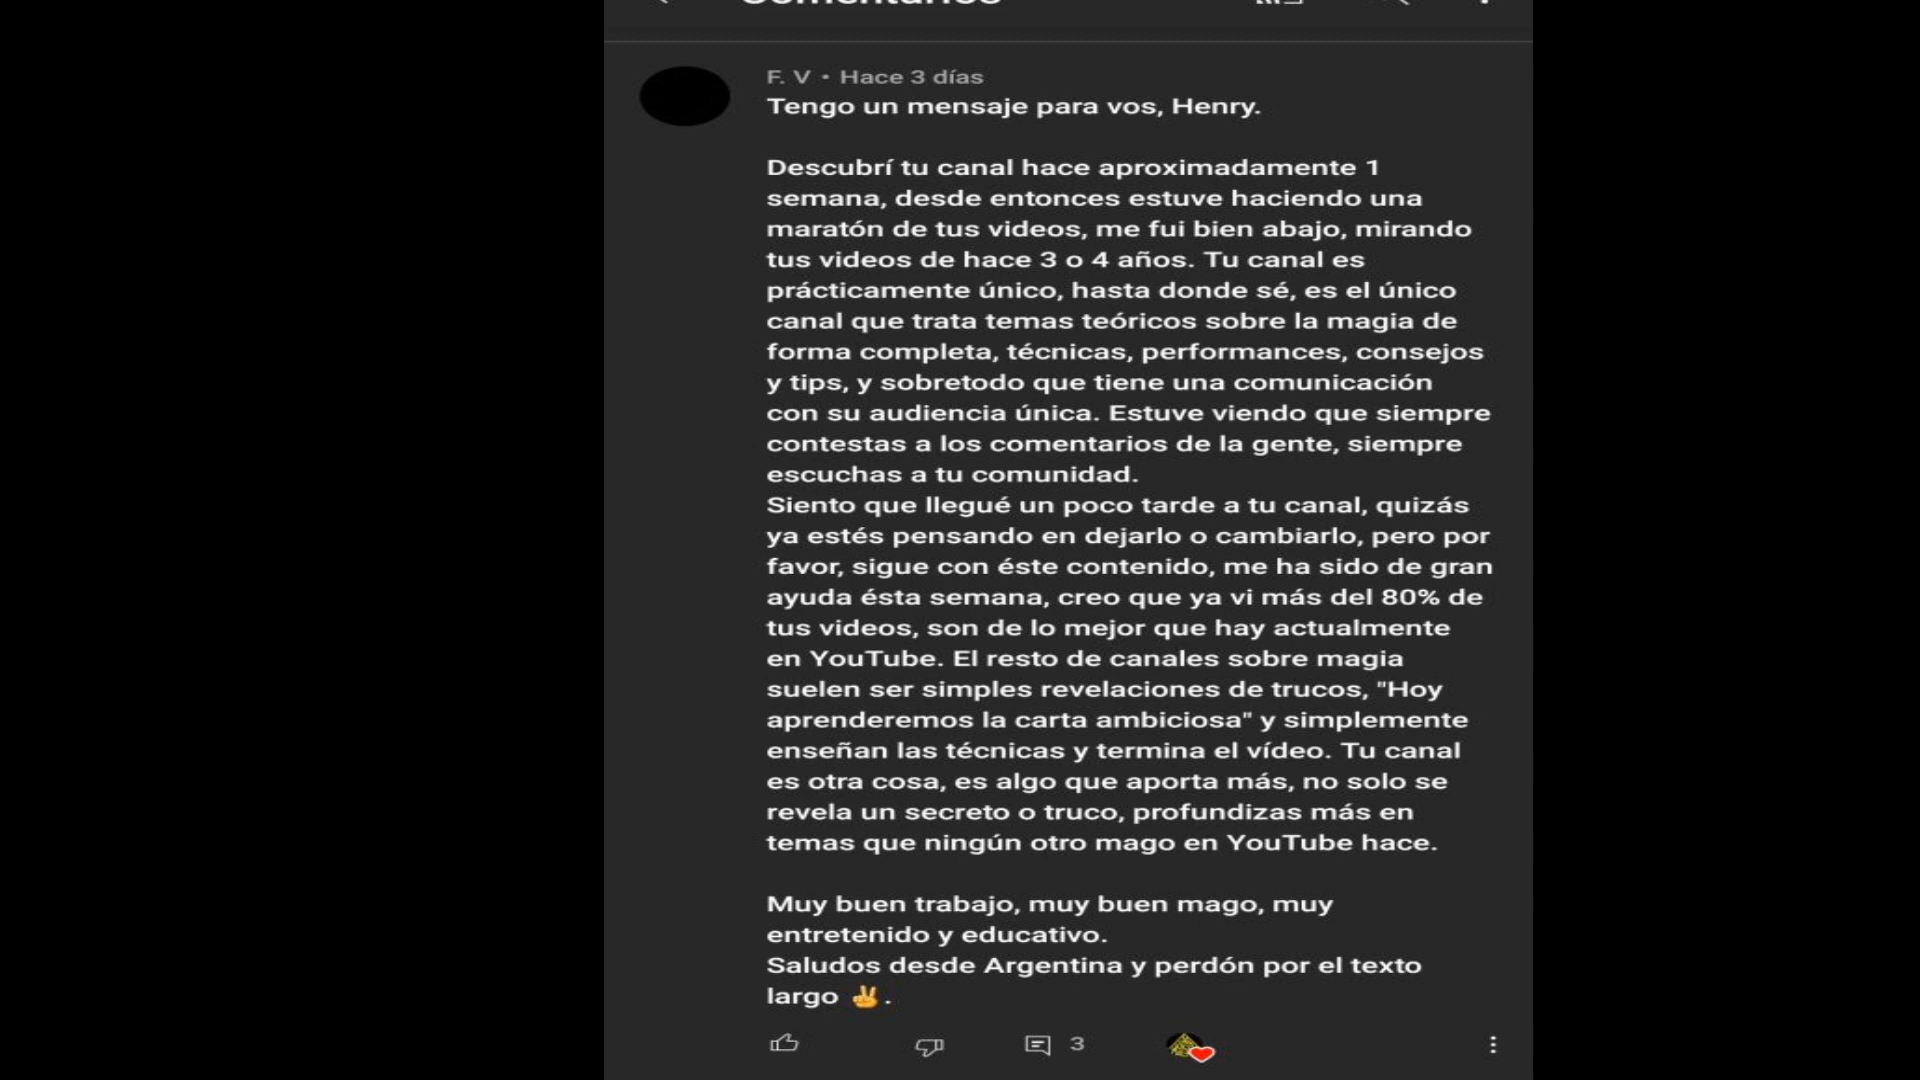 Comentarios
F. V • Hace 3 días
Tengo un mensaje para vos, Henry.
Descubrí tu canal hace aproximadamente 1
semana, desde entonces estuve haciendo una
maratón de tus videos, me fui bien abajo, mirando
tus videos de hace 3 o 4 años. Tu canal es
prácticamente único, hasta donde sé, es el único
canal que trata temas teóricos sobre la magia de
forma completa, técnicas, performances, consejos
y tips, y sobretodo que tiene una comunicación
con su audiencia única. Estuve viendo que siempre
contestas a los comentarios de la gente, siempre
escuchas a tu comunidad.
Siento que llegué un poco tarde a tu canal, quizás
ya estés pensando en dejarlo o cambiarlo, pero por
favor, sigue con éste contenido, me ha sido de gran
ayuda ésta semana, creo que ya vi más del 80% de
tus videos, son de lo mejor que hay actualmente
en YouTube. El resto de canales sobre magia
suelen ser simples revelaciones de trucos, "Hoy
aprenderemos la carta ambiciosa" y simplemente
enseñan las técnicas y termina el vídeo. Tu canal
es otra cosa, es algo que aporta más, no solo se
revela un secreto o truco, profundizas más en
temas que ningún otro mago en YouTube hace.
Muy buen trabajo, muy buen mago, muy
entretenido y educativo.
Saludos desde Argentina y perdón por el texto
largo ✌.
3